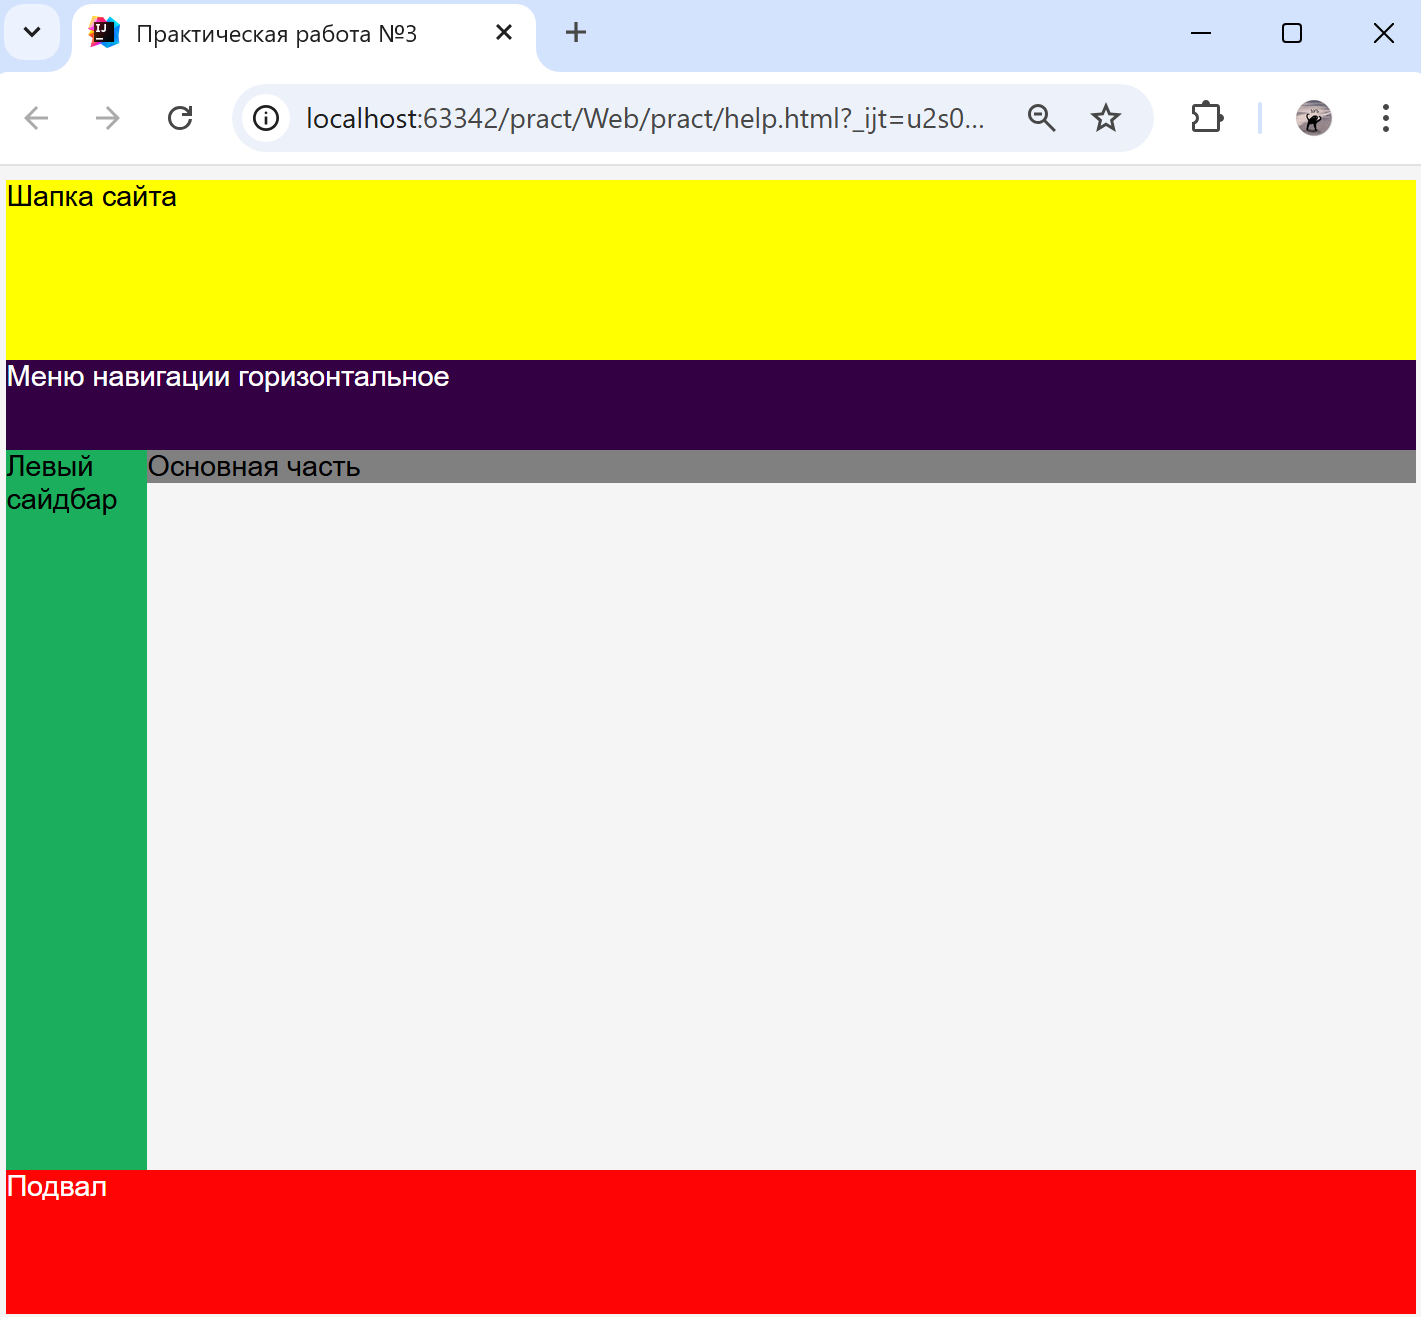 Практическая работа №3
localhost:63342/pract/Web/pract/help.html?_ijt=u2s0...
Шапка сайта
Меню навигации горизонтальное
Левый
сайдбар
Основная часть
Подвал